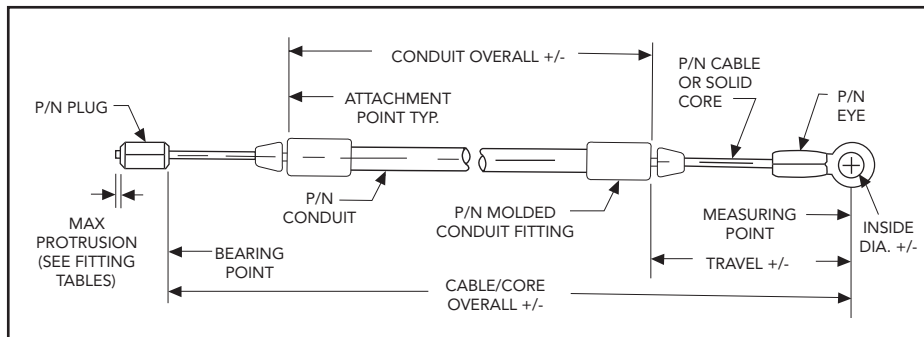 CONDUIT OVERALL +/-
P/N CABLE
OR SOLID
CORE
P/N
EYE
P/N PLUG
ATTACHMENT
POINT TYP.
P/N
CONDUIT
P/N MOLDED
CONDUIT FITTING
MEASURING
POINT
INSIDE
DIA. +/-
MAX
PROTRUSION
(SEE FITTING
TABLES)
BEARING
POINT
TRAVEL +/-
CABLE/CORE
OVERALL +/-